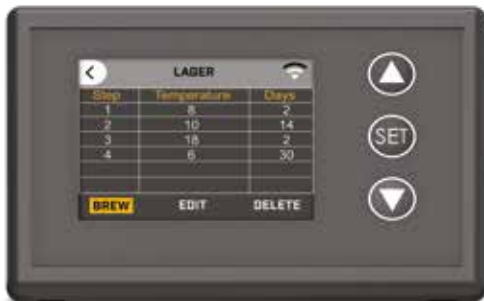 LAGER
Step Temperature Days
1 8 2
2 10 14
3 18 2
4 6 30
BREW EDIT DELETE
SET